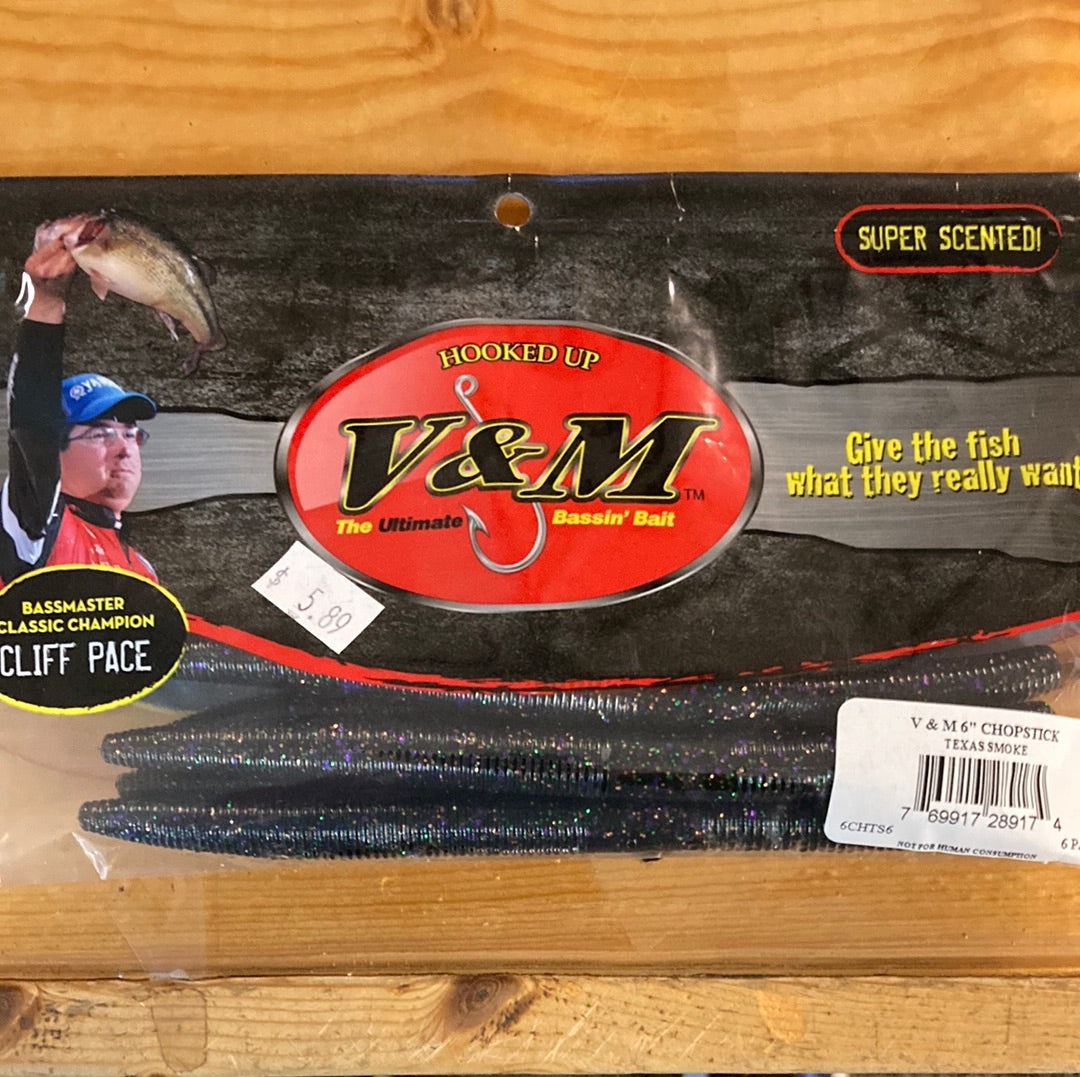 SUPER SCENTED!
HOOKED UP
V&M™
The Ultimate Bassin' Bait
Give the fish
what they really want
$ 5.89
BASSMASTER
CLASSIC CHAMPION
CLIFF PACE
V & M 6" CHOPSTICK
TEXAS SMOKE
7 69917 28917 4
6CHTS6
NOT FOR HUMAN CONSUMPTION